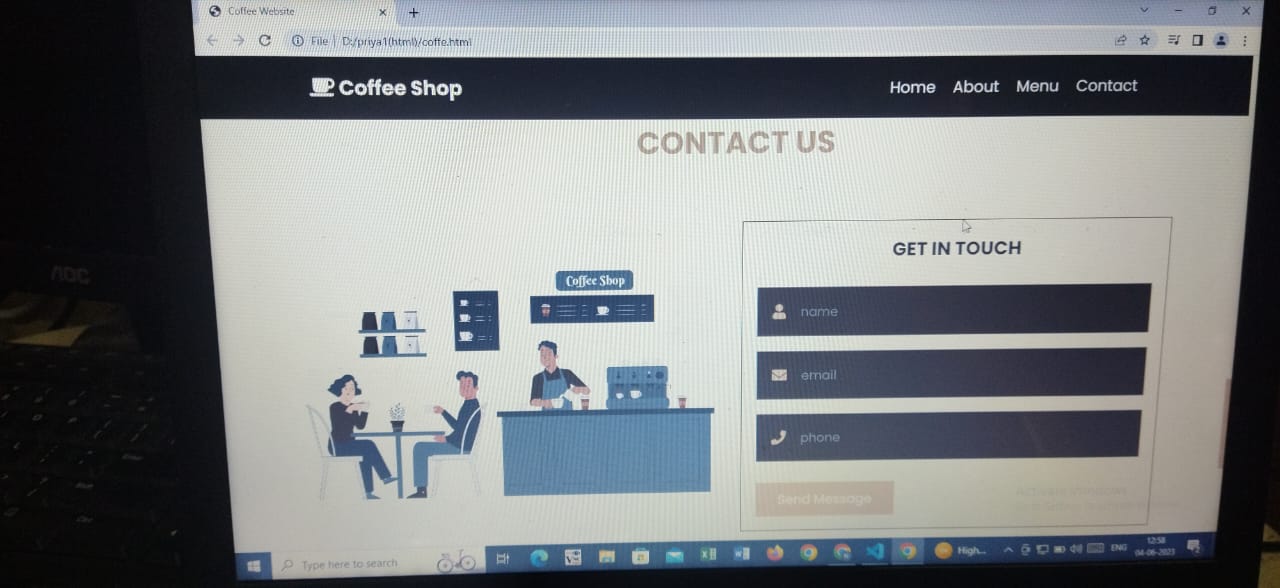 Coffee Website
File | D:/priya1(html)/coffe.html
Coffee Shop
Home About Menu Contact
CONTACT US
GET IN TOUCH
name
email
phone
Send Message
Coffee Shop
AOC
Activate Windows
Type here to search
High...
ENG
12:58
04-06-2023
2